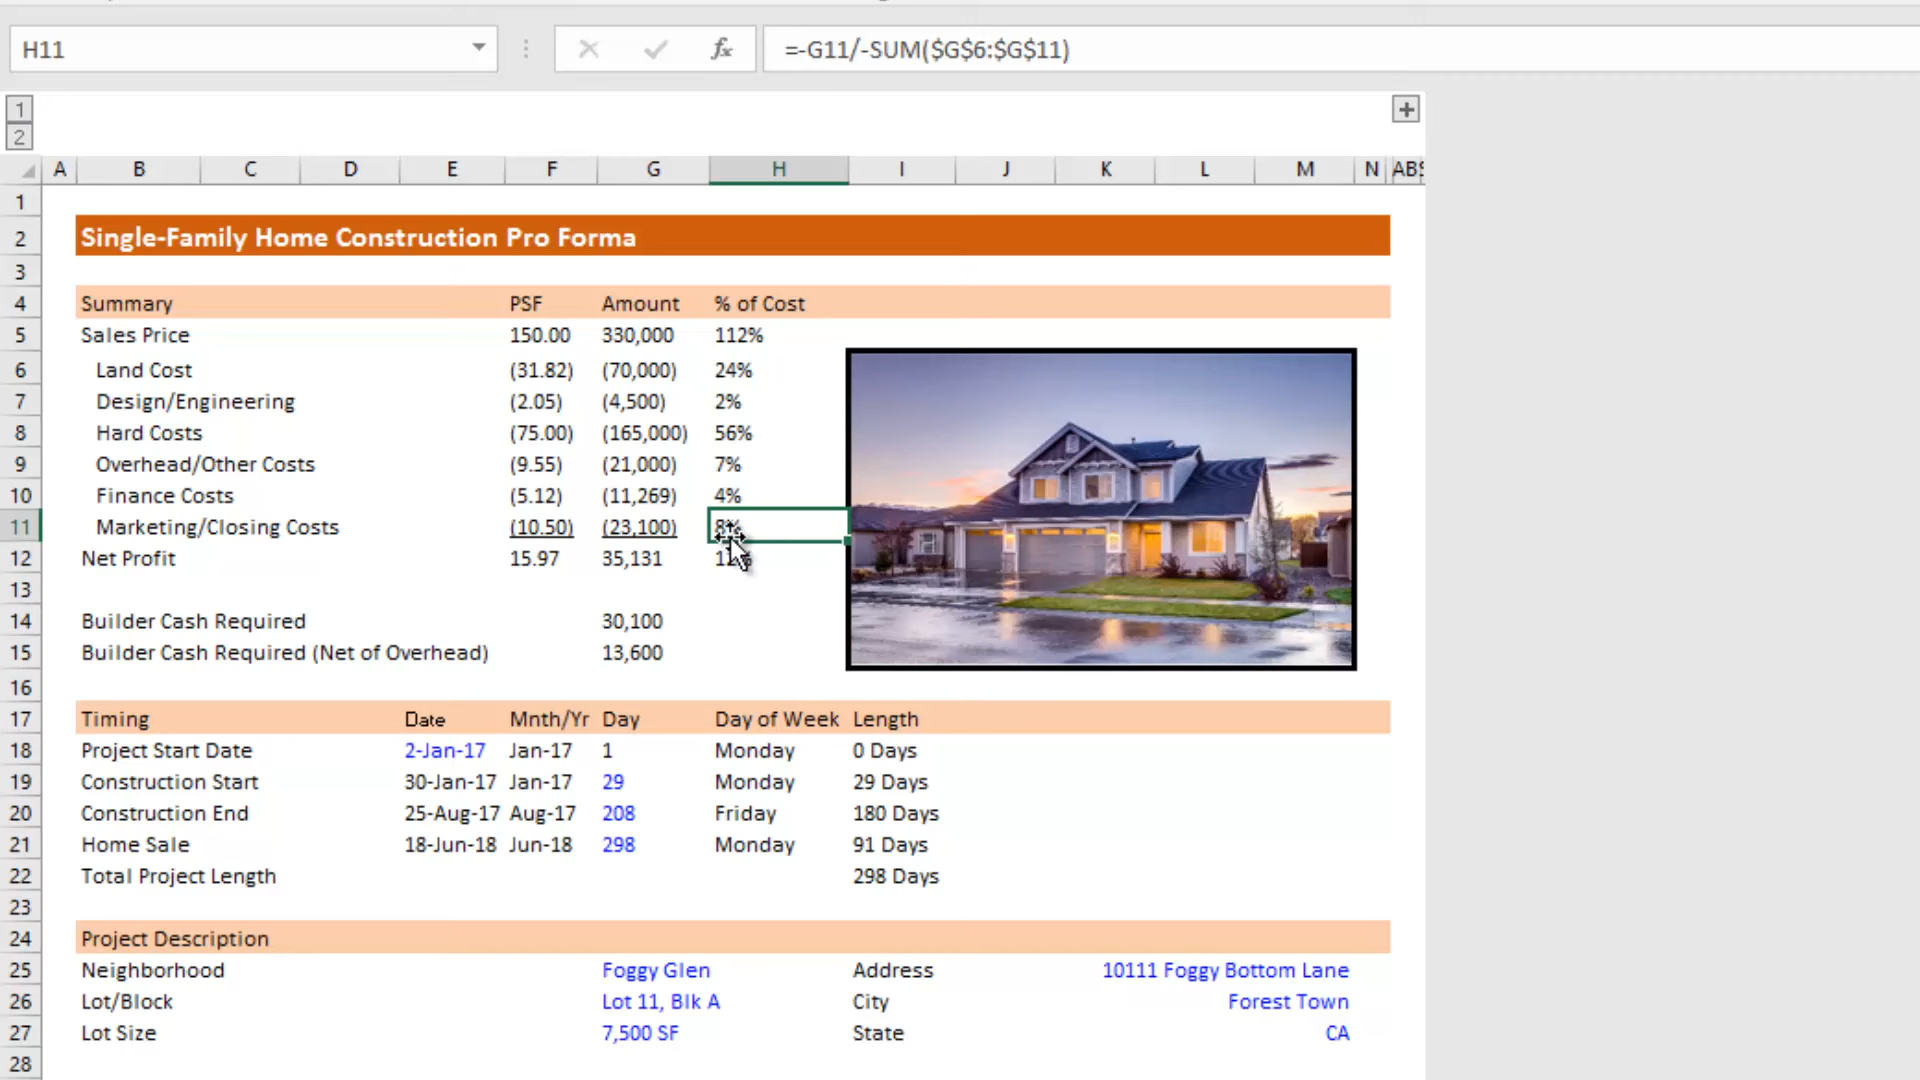 H11 fx =-G11/-SUM($G$6:$G$11)
1
2
A B C D E F G H I J K L M N
1
2 Single-Family Home Construction Pro Forma
3
4 Summary PSF Amount % of Cost
5 Sales Price 150.00 330,000 112%
6 Land Cost (31.82) (70,000) 24%
7 Design/Engineering (2.05) (4,500) 2%
8 Hard Costs (75.00) (165,000) 56%
9 Overhead/Other Costs (9.55) (21,000) 7%
10 Finance Costs (5.12) (11,269) 4%
11 Marketing/Closing Costs (10.50) (23,100) 8%
12 Net Profit 15.97 35,131
13
14 Builder Cash Required 30,100
15 Builder Cash Required (Net of Overhead) 13,600
16
17 Timing Date Mnth/Yr Day Day of Week Length
18 Project Start Date 2-Jan-17 Jan-17 1 Monday 0 Days
19 Construction Start 30-Jan-17 Jan-17 29 Monday 29 Days
20 Construction End 25-Aug-17 Aug-17 208 Friday 180 Days
21 Home Sale 18-Jun-18 Jun-18 298 Monday 91 Days
22 Total Project Length 298 Days
23
24 Project Description
25 Neighborhood Foggy Glen Address 10111 Foggy Bottom Lane
26 Lot/Block Lot 11, Blk A City Forest Town
27 Lot Size 7,500 SF State CA
28